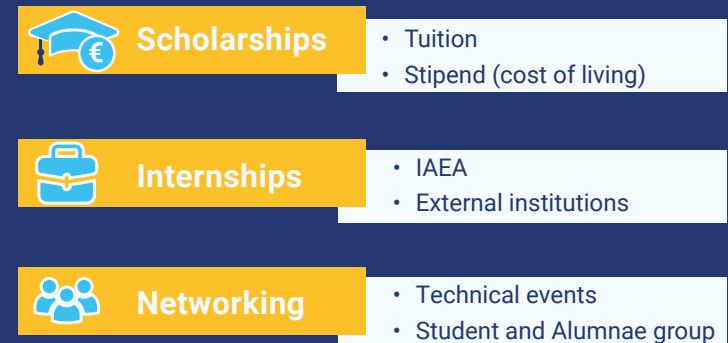 Scholarships
• Tuition
• Stipend (cost of living)
€
Internships
• IAEA
• External institutions
Networking
• Technical events
• Student and Alumnae group